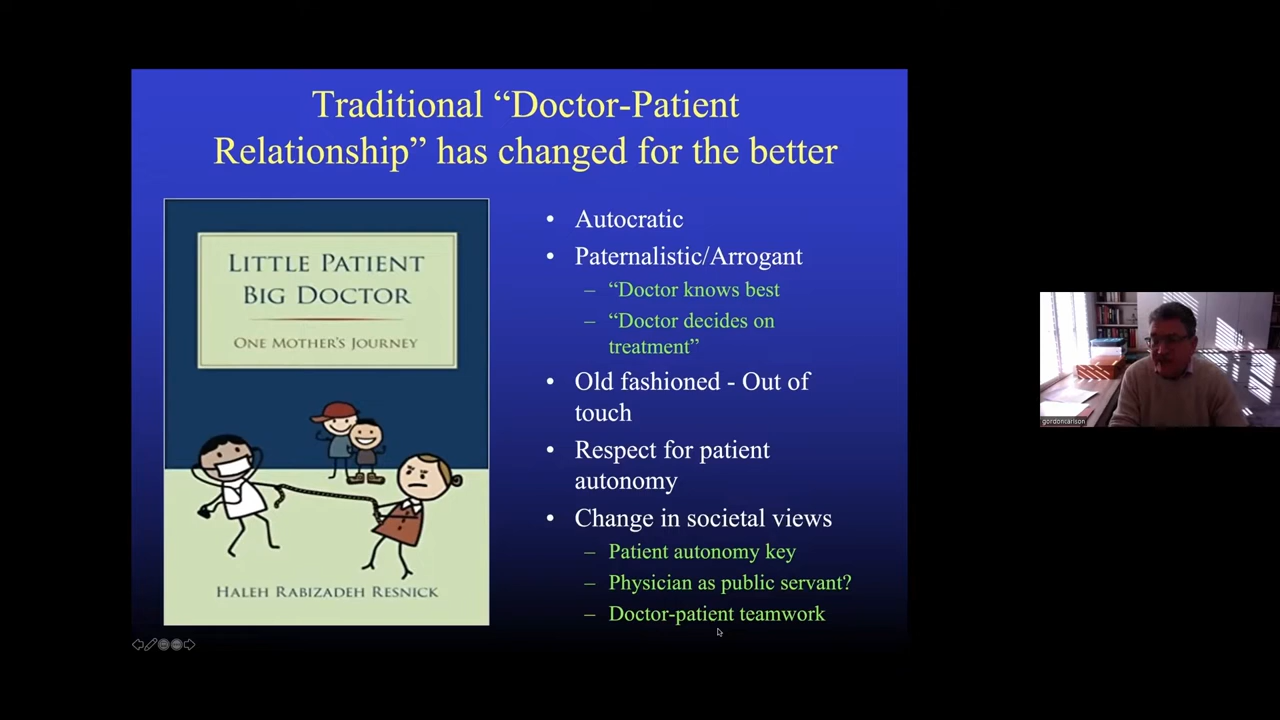 Traditional “Doctor-Patient
Relationship” has changed for the better
LITTLE PATIENT
BIG DOCTOR
ONE MOTHER'S JOURNEY
HALEH RABIZADEH RESNICK
• Autocratic
• Paternalistic/Arrogant
– “Doctor knows best
– “Doctor decides on
treatment”
• Old fashioned - Out of
touch
• Respect for patient
autonomy
• Change in societal views
– Patient autonomy key
– Physician as public servant?
– Doctor-patient teamwork
gordoncarlson